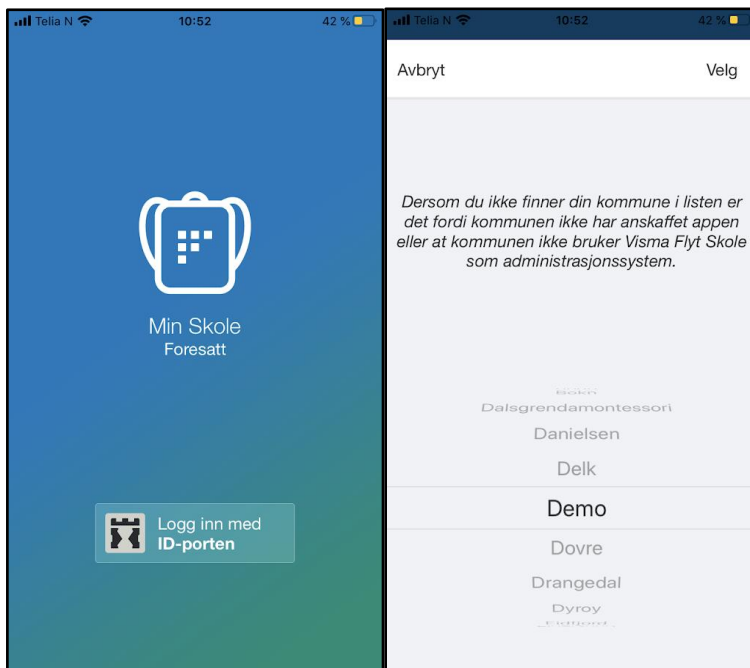 Telia N
10:52
42 %
Min Skole
Foresatt
Logg inn med
ID-porten
Telia N
10:52
42 %
Avbryt
Velg
Dersom du ikke finner din kommune i listen er
det fordi kommunen ikke har anskaffet appen
eller at kommunen ikke bruker Visma Flyt Skole
som administrasjonssystem.
Bokn
Dalsgrendamontessori
Danielsen
Delk
Demo
Dovre
Drangedal
Dyroy
Eidfjord